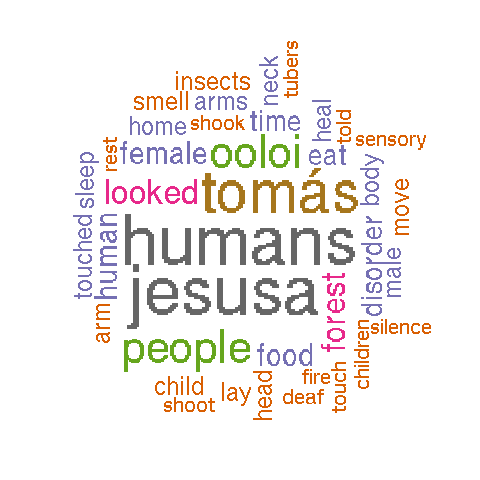 insects
neck
tubers
smell
arms
heal
told
home
shook
time
sensory
rest
female
ooloi
eat
body
sleep
looked
tomás
move
touched
human
humans
disorder
male
arm
jesusa
forest
silence
people
food
children
child
lay
head
fire
touch
shoot
deaf